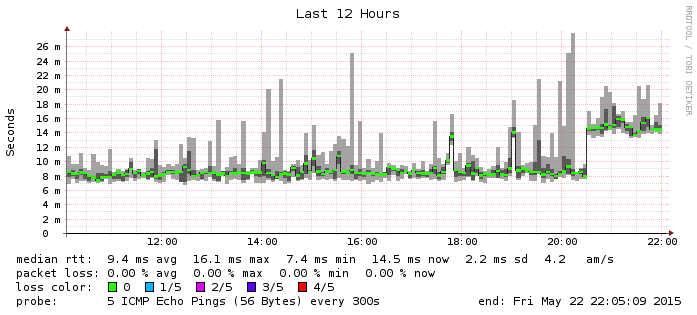 Last 12 Hours
RRDTOOL / TOBI OETIKER
Seconds
26 m
24 m
22 m
20 m
18 m
16 m
14 m
12 m
10 m
8 m
6 m
4 m
2 m
0
12:00 14:00 16:00 18:00 20:00 22:00
median rtt: 9.4 ms avg 16.1 ms max 7.4 ms min 14.5 ms now 2.2 ms sd 4.2 am/s
packet loss: 0.00 % avg 0.00 % max 0.00 % min 0.00 % now
loss color: 0 1/5 2/5 3/5 4/5
probe: 5 ICMP Echo Pings (56 Bytes) every 300s end: Fri May 22 22:05:09 2015